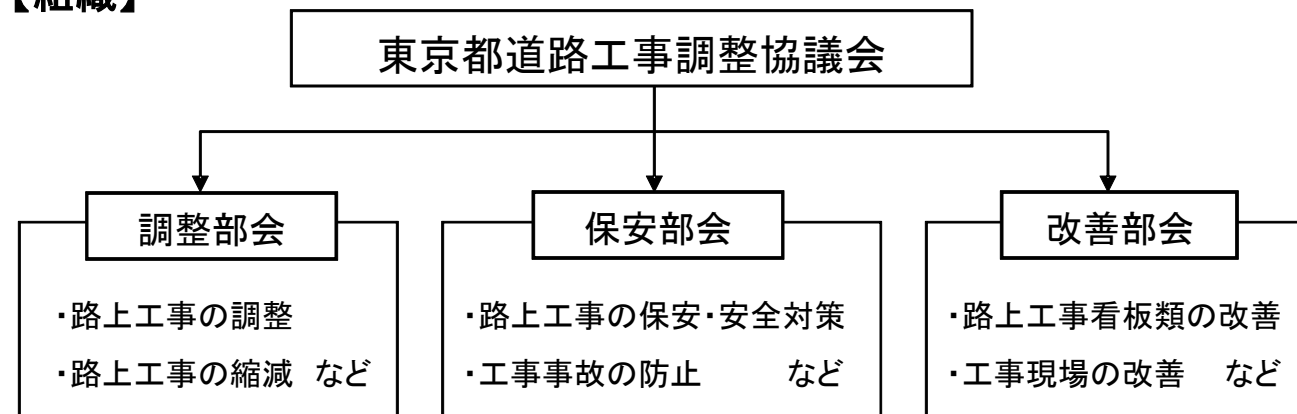 【組織】
東京都道路工事調整協議会
調整部会
・路上工事の調整
・路上工事の縮減 など
保安部会
・路上工事の保安・安全対策
・工事事故の防止 など
改善部会
・路上工事看板類の改善
・工事現場の改善 など